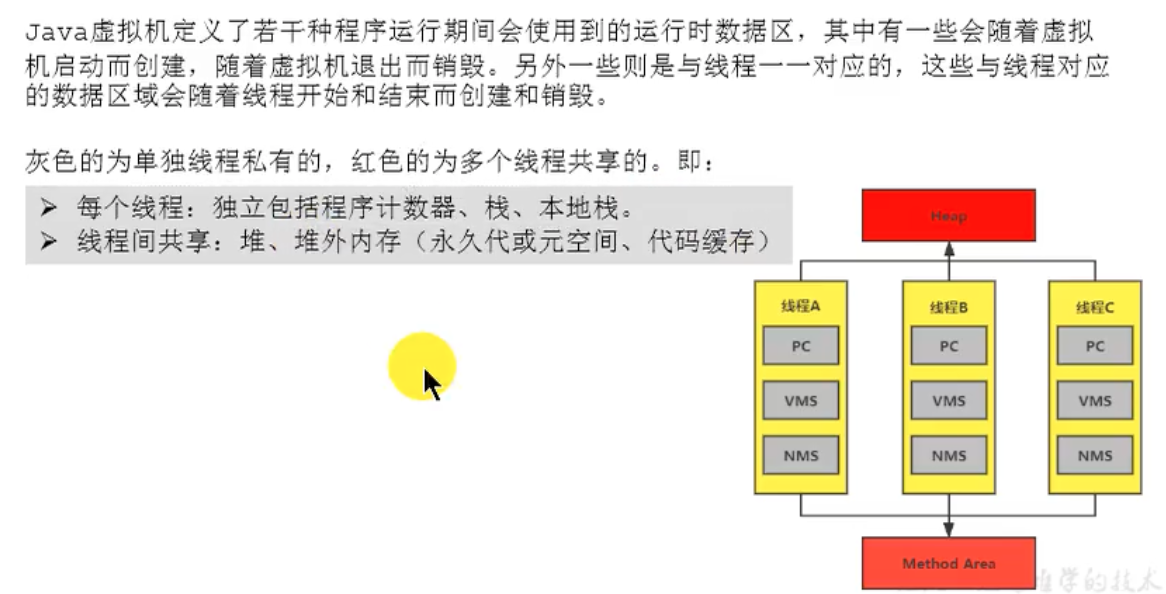 Java虚拟机定义了若干种程序运行期间会使用到的运行时数据区，其中有一些会随着虚拟
机启动而创建，随着虚拟机退出而销毁。另外一些则是与线程一一对应的，这些与线程对应
的数据区域会随着线程开始和结束而创建和销毁。
灰色的为单独线程私有的，红色的为多个线程共享的。即：
➢ 每个线程：独立包括程序计数器、栈、本地栈。
➢ 线程间共享：堆、堆外内存（永久代或元空间、代码缓存）
Heap
线程A
线程B
线程C
PC
PC
PC
VMS
VMS
VMS
NMS
NMS
NMS
Method Area
学的技术